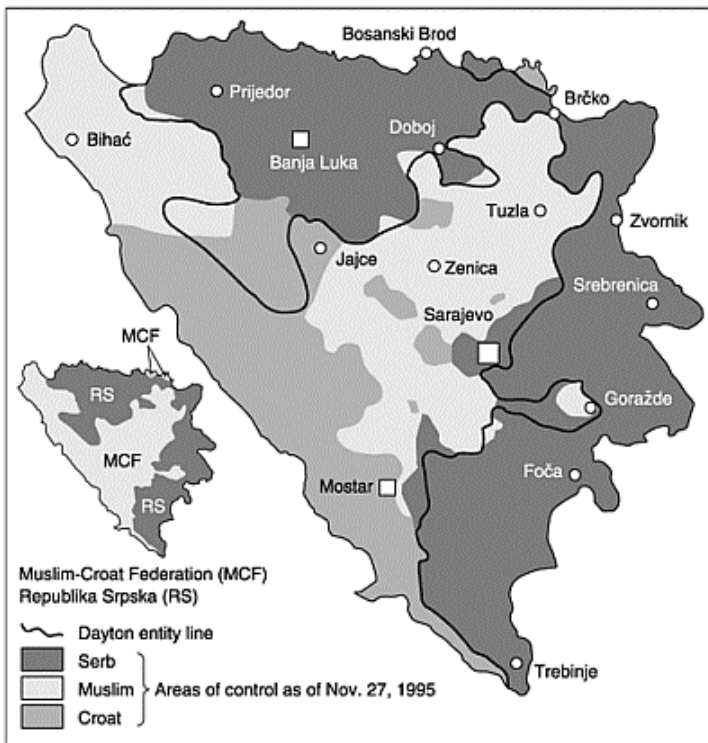 Bosanski Brod
Prijedor
Brčko
Doboj
Bihać
Banja Luka
Tuzla
Zvornik
Jajce
Zenica
Srebrenica
Sarajevo
MCF
RS
Goražde
MCF
Foča
Mostar
RS
Muslim-Croat Federation (MCF)
Republika Srpska (RS)
Dayton entity line
Serb
Muslim
Areas of control as of Nov. 27, 1995
Croat
Trebinje